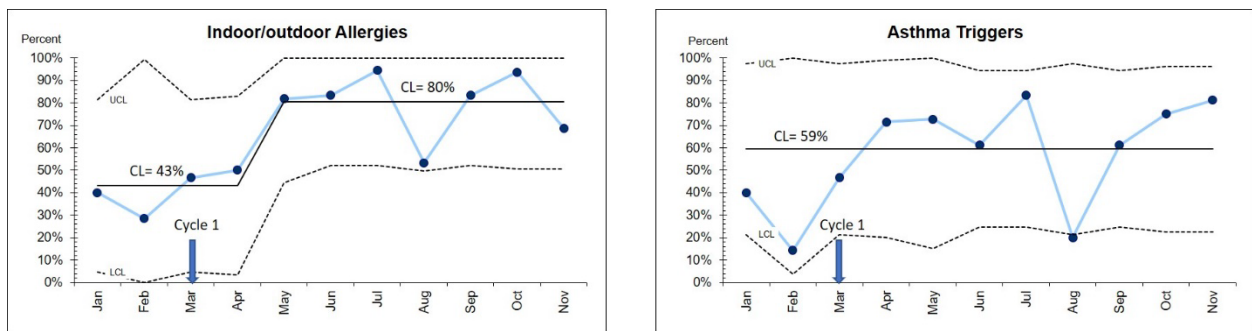 Indoor/outdoor Allergies
Percent
100%
90%
80%
70%
60%
50%
40%
30%
20%
10%
0%
UCL
CL= 80%
CL= 43%
Cycle 1
LCL
Jan
Feb
Mar
Apr
May
Jun
Jul
Aug
Sep
Oct
Nov
Asthma Triggers
Percent
100%
90%
80%
70%
60%
50%
40%
30%
20%
10%
0%
UCL
CL= 59%
LCL
Cycle 1
Jan
Feb
Mar
Apr
May
Jun
Jul
Aug
Sep
Oct
Nov